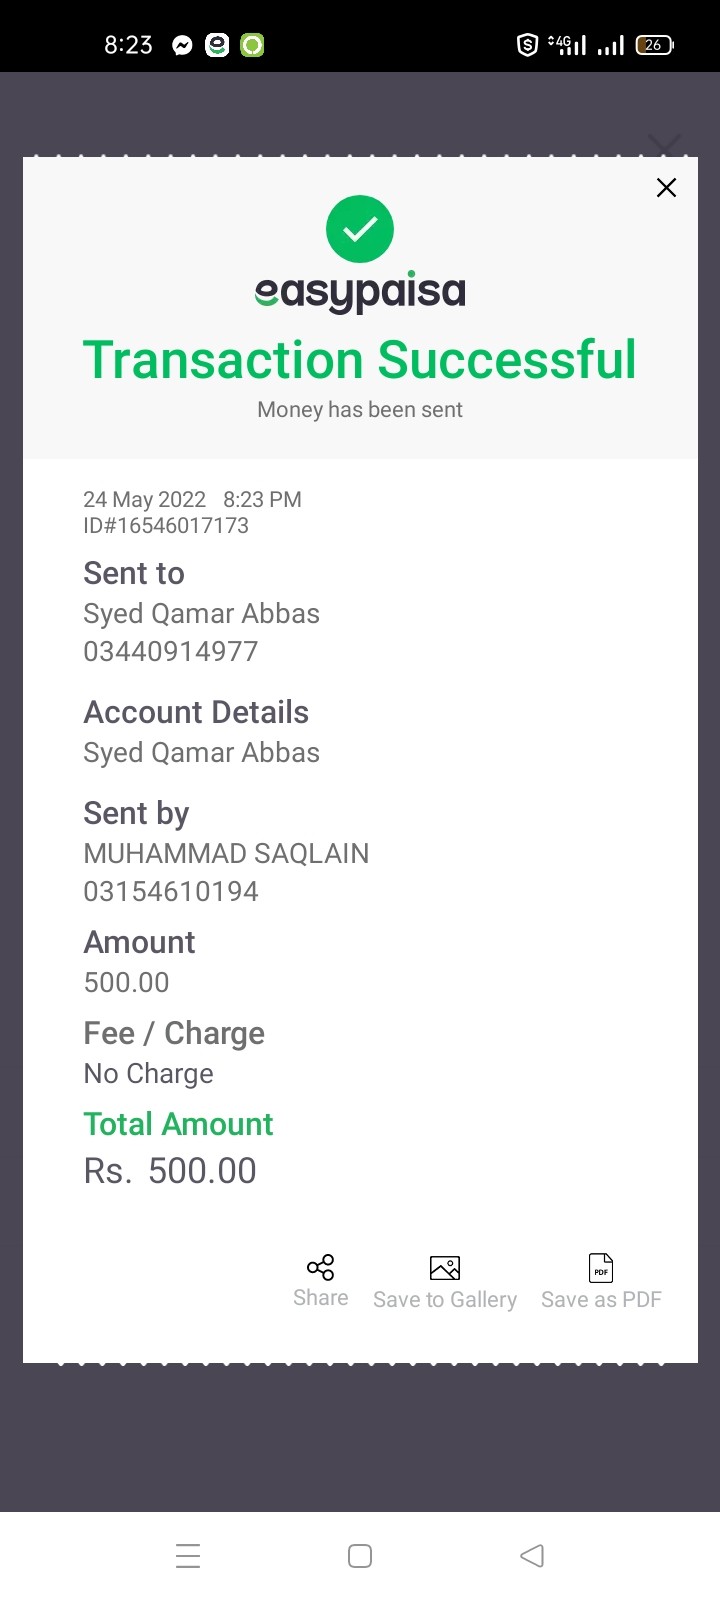 8:23
4G
26
easypaisa
Transaction Successful
Money has been sent
24 May 2022 8:23 PM
ID#16546017173
Sent to
Syed Qamar Abbas
03440914977
Account Details
Syed Qamar Abbas
Sent by
MUHAMMAD SAQLAIN
03154610194
Amount
500.00
Fee / Charge
No Charge
Total Amount
Rs. 500.00
PDF
Share Save to Gallery Save as PDF